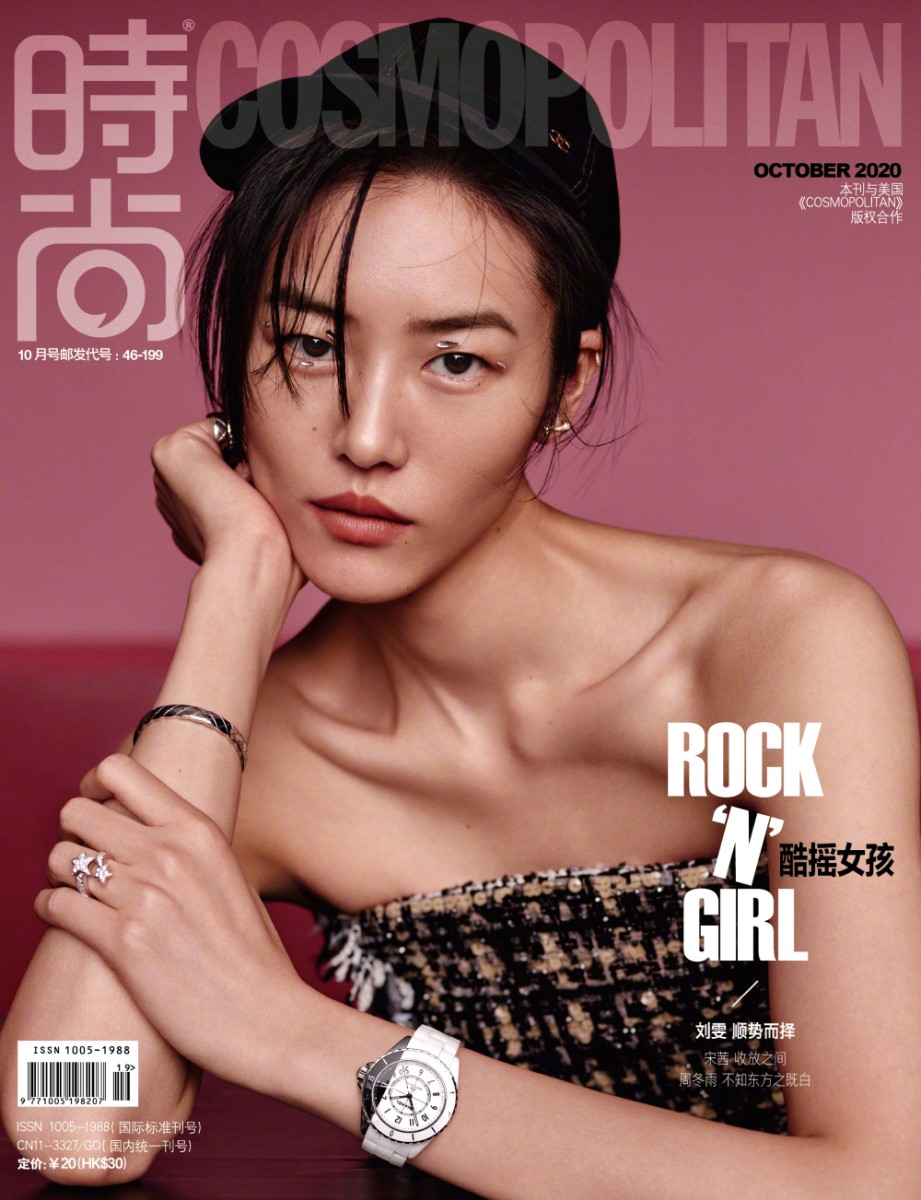 時尚®COSMOPOLITAN
OCTOBER 2020
本刊与美国
《COSMOPOLITAN》
版权合作
10月号邮发代号：46-199
ROCK
'N'
酷摇女孩
GIRL
刘雯 顺势而择
宋茜 收放之间
周冬雨 不知东方之既白
ISSN 1005-1988
19>
9 771005 198207
ISSN 1005-1988(国际标准刊号)
CN11-3327/GO(国内统一刊号)
定价:￥20(HK$30)